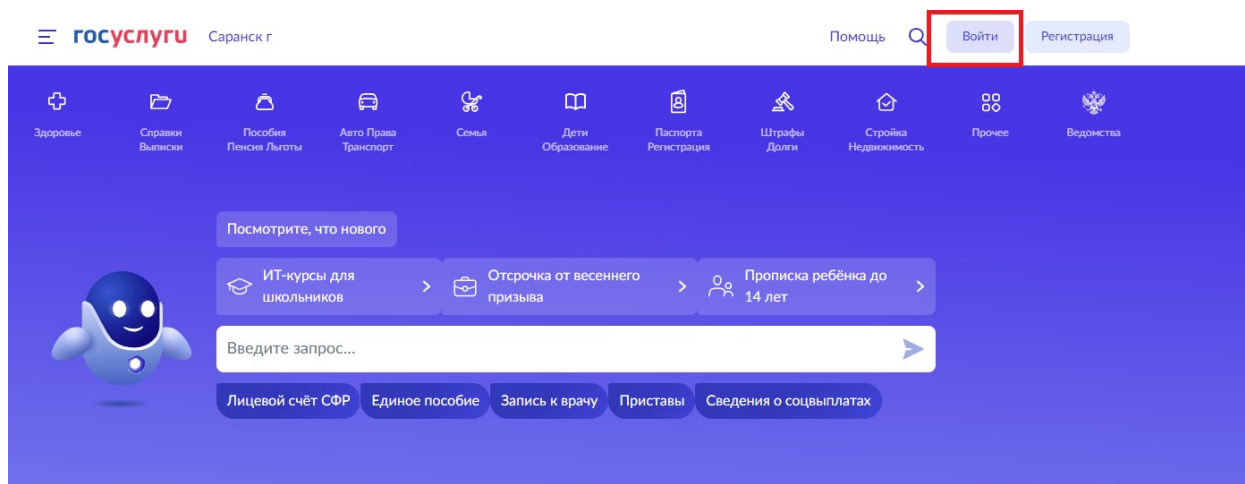 госуслуги Саранск г Помощь Войти Регистрация
Здоровье
Справки
Выписки
Пособия
Пенсия Льготы
Авто Права
Транспорт
Семья
Дети
Образование
Паспорта
Регистрация
Штрафы
Долги
Стройка
Недвижимость
Прочее
Ведомства
Посмотрите, что нового
ИТ-курсы для
школьников
Отсрочка от весеннего
призыва
Прописка ребёнка до
14 лет
Введите запрос...
Лицевой счёт СФР Единое пособие Запись к врачу Приставы Сведения о соцвыплатах